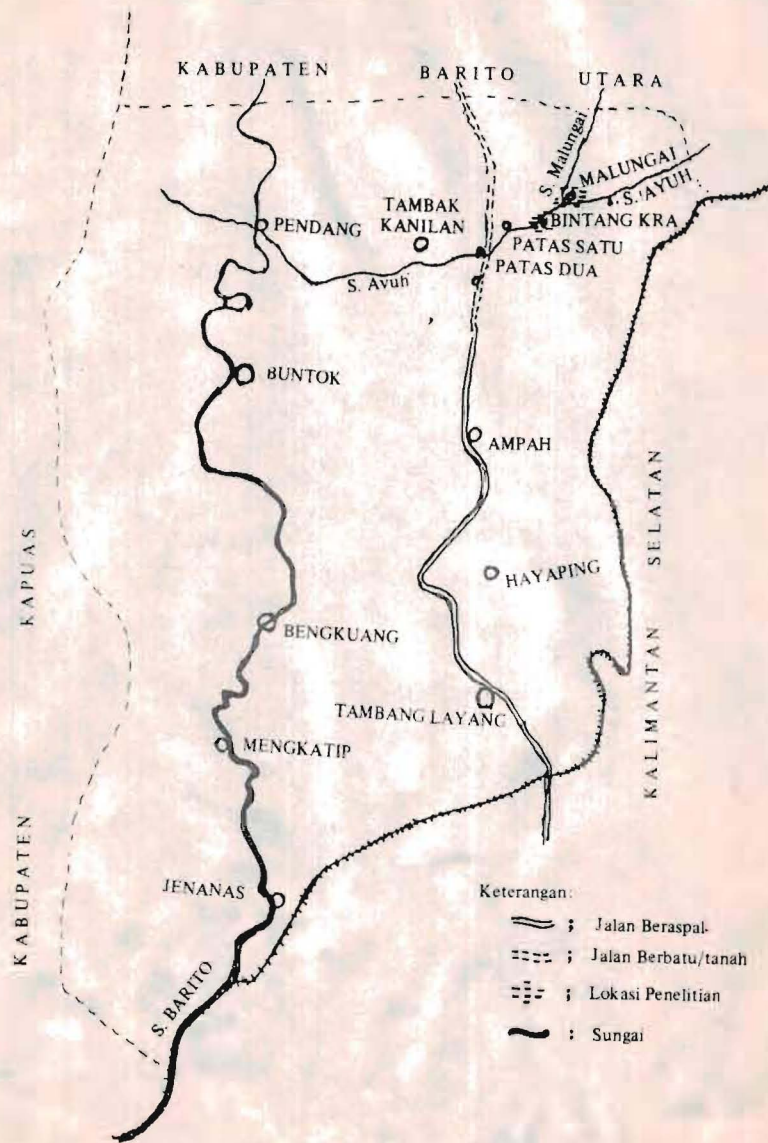 KABUPATEN BARITO UTARA
S. Malungai
MALUNGAI
S. AYUH
BINTANG KRA
TAMBAK
KANILAN
PENDANG
PATAS SATU
PATAS DUA
S. Ayuh
BUNTOK
AMPAH
KABUPATEN KAPUAS
KALIMANTAN SELATAN
HAYAPING
BENGKUANG
TAMBANG LAYANG
MENGKATIP
JENANAS
S. BARITO
Keterangan:
; Jalan Beraspal
; Jalan Berbatu/tanah
; Lokasi Penelitian
: Sungai